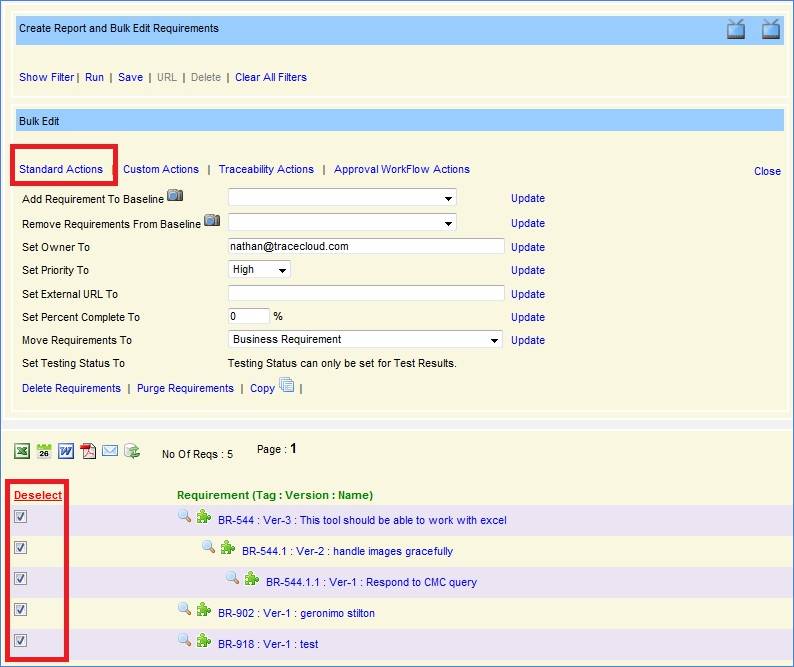 Create Report and Bulk Edit Requirements
Show Filter | Run | Save | URL | Delete | Clear All Filters
Bulk Edit
Standard Actions | Custom Actions | Traceability Actions | Approval WorkFlow Actions
Close
Add Requirement To Baseline Update
Remove Requirements From Baseline Update
Set Owner To nathan@tracecloud.com Update
Set Priority To High Update
Set External URL To Update
Set Percent Complete To 0 % Update
Move Requirements To Business Requirement Update
Set Testing Status To Testing Status can only be set for Test Results.
Delete Requirements | Purge Requirements | Copy |
26 No Of Reqs : 5 Page : 1
Deselect Requirement (Tag : Version : Name)
BR-544 : Ver-3 : This tool should be able to work with excel
BR-544.1 : Ver-2 : handle images gracefully
BR-544.1.1 : Ver-1 : Respond to CMC query
BR-902 : Ver-1 : geronimo stilton
BR-918 : Ver-1 : test